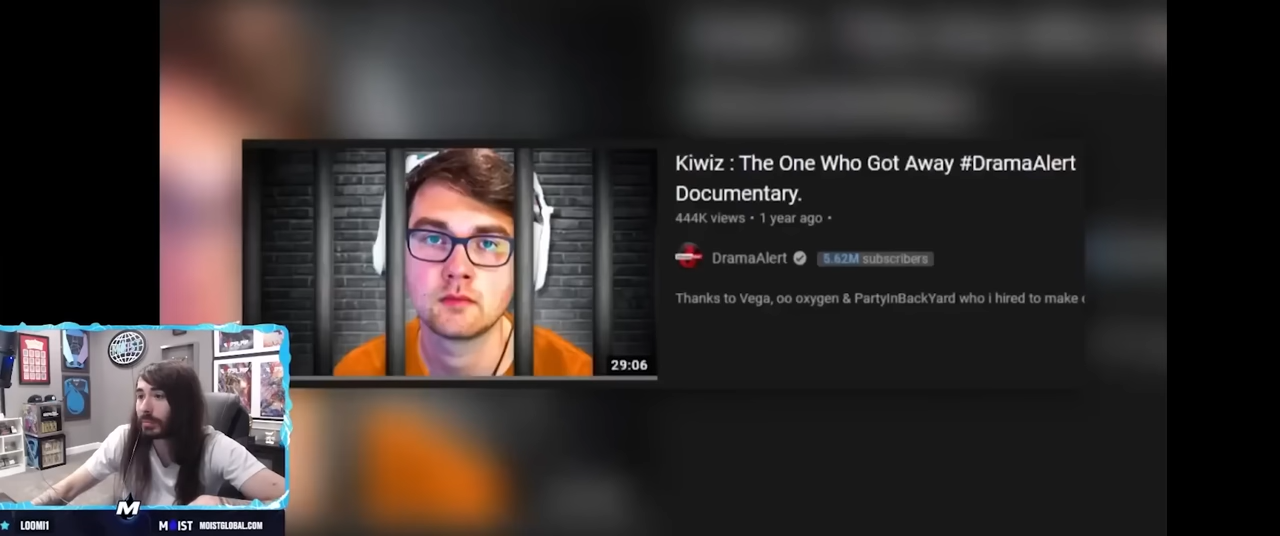 Kiwiz : The One Who Got Away #DramaAlert
Documentary.
444K views • 1 year ago •
DramaAlert
5.62M subscribers
Thanks to Vega, oo oxygen & PartyInBackYard who i hired to make
29:06
M
LOOMI1
MOIST
MOISTGLOBAL.COM